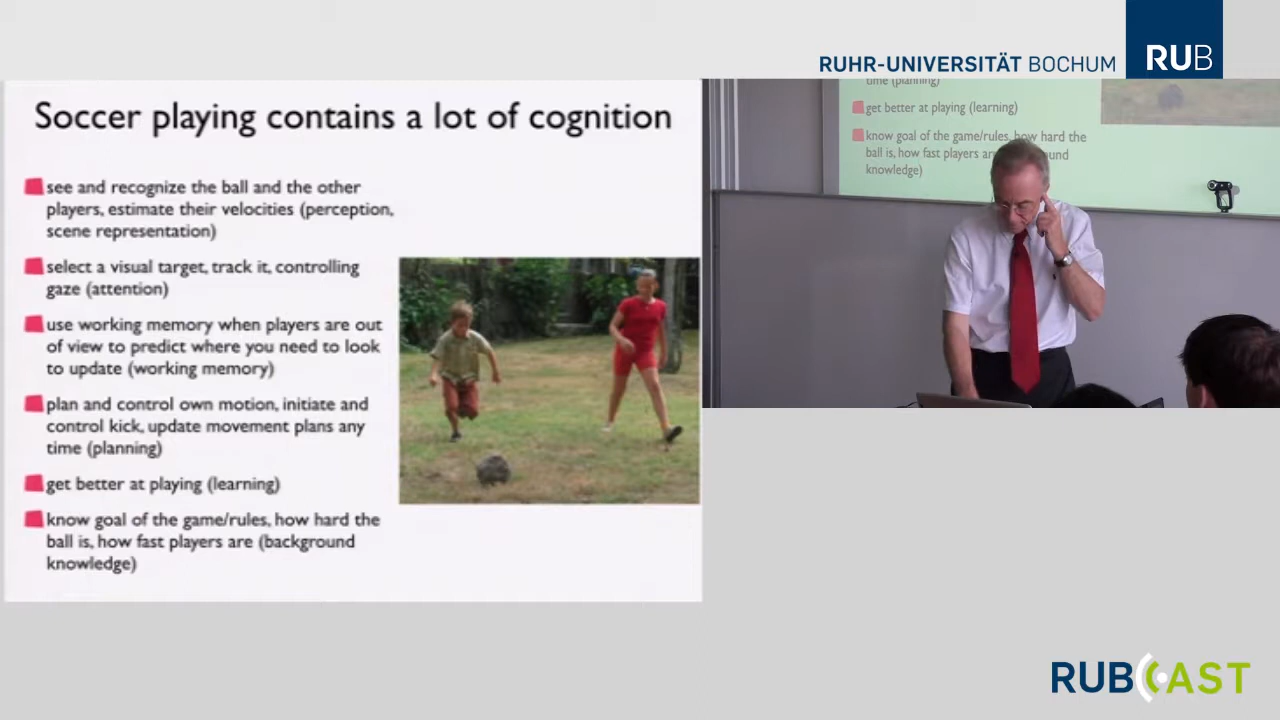 RUHR-UNIVERSITÄT BOCHUM
RUB
Soccer playing contains a lot of cognition
see and recognize the ball and the other
players, estimate their velocities (perception,
scene representation)
select a visual target, track it, controlling
gaze (attention)
use working memory when players are out
of view to predict where you need to look
to update (working memory)
plan and control own motion, initiate and
control kick, update movement plans any
time (planning)
get better at playing (learning)
know goal of the game/rules, how hard the
ball is, how fast players are (background
knowledge)
time (planning)
get better at playing (learning)
know goal of the game/rules, how hard the
ball is, how fast players
knowledge)
RUBCAST